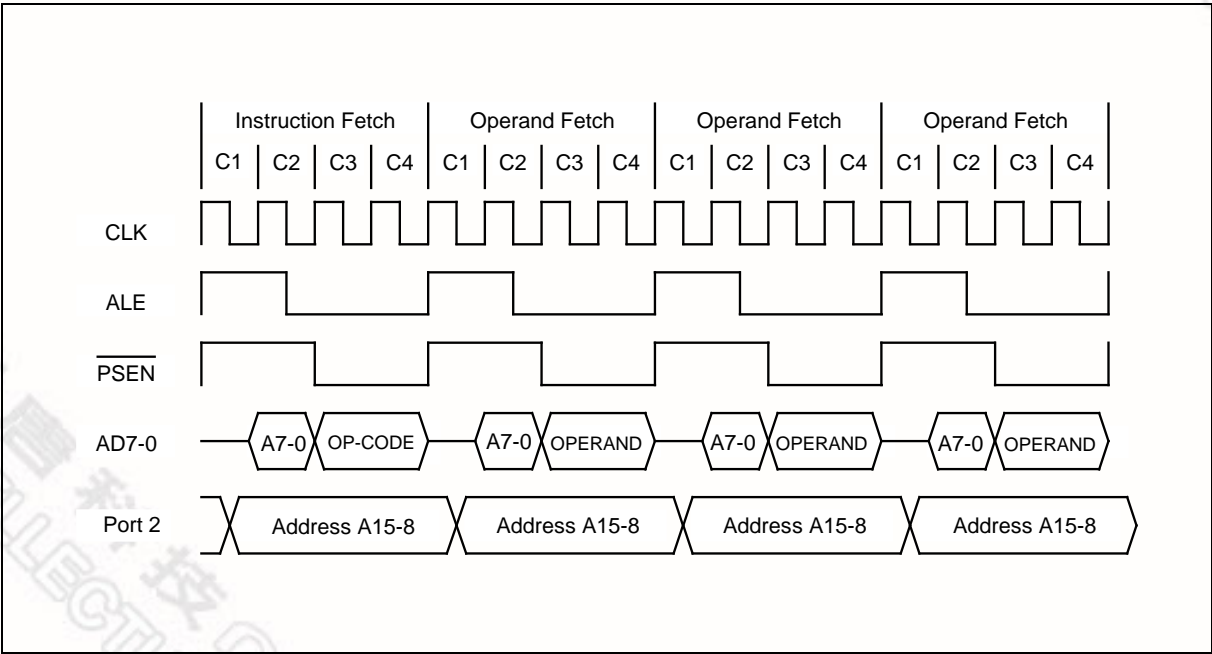 Instruction Fetch Operand Fetch Operand Fetch Operand Fetch
C1 C2 C3 C4 C1 C2 C3 C4 C1 C2 C3 C4 C1 C2 C3 C4
CLK
ALE
PSEN
AD7-0 A7-0 OP-CODE A7-0 OPERAND A7-0 OPERAND A7-0 OPERAND
Port 2 Address A15-8 Address A15-8 Address A15-8 Address A15-8